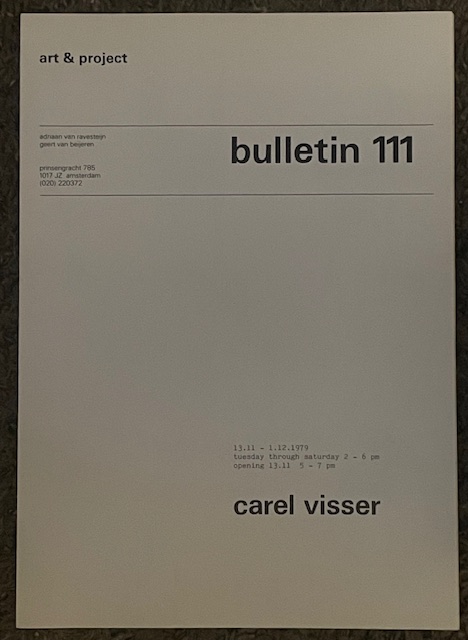 art & project
adriaan van ravesteijn
geert van beijeren
prinsengracht 785
1017 JZ amsterdam
(020) 220372
bulletin 111
13.11 - 1.12.1979
tuesday through saturday 2 - 6 pm
opening 13.11 5 - 7 pm
carel visser